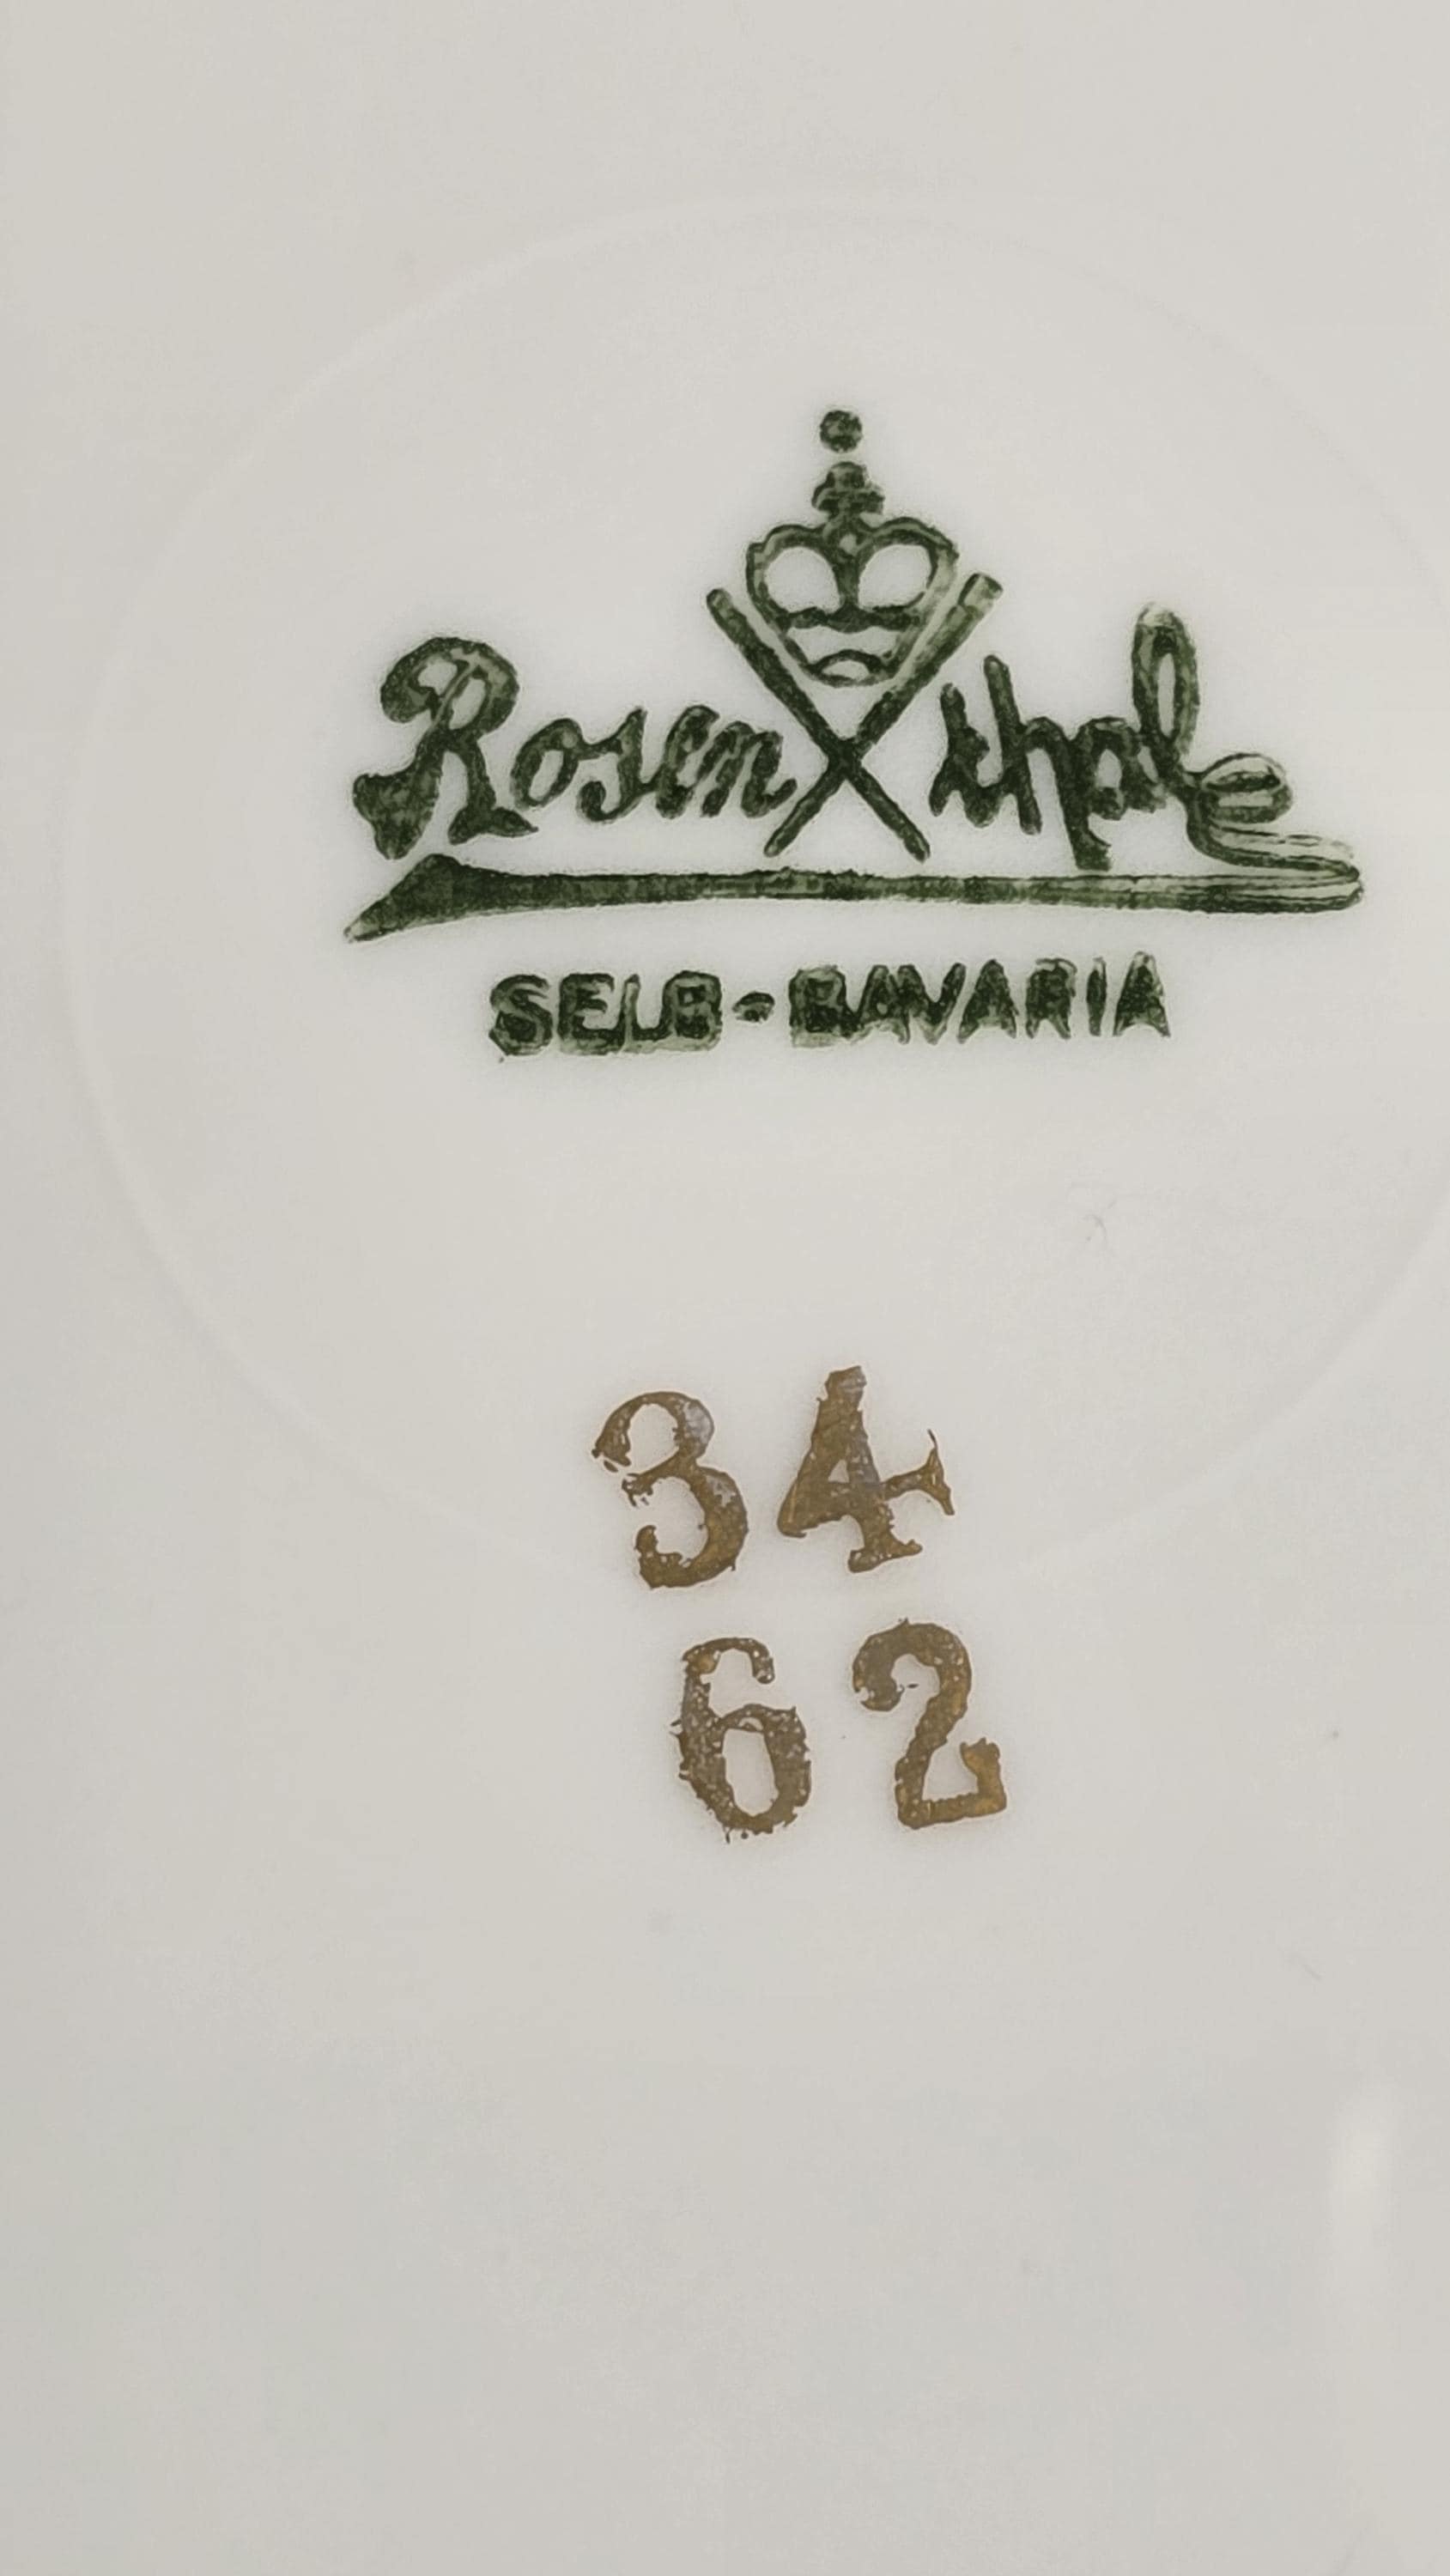 Rosenthal
SELB-BAVARIA
34
62